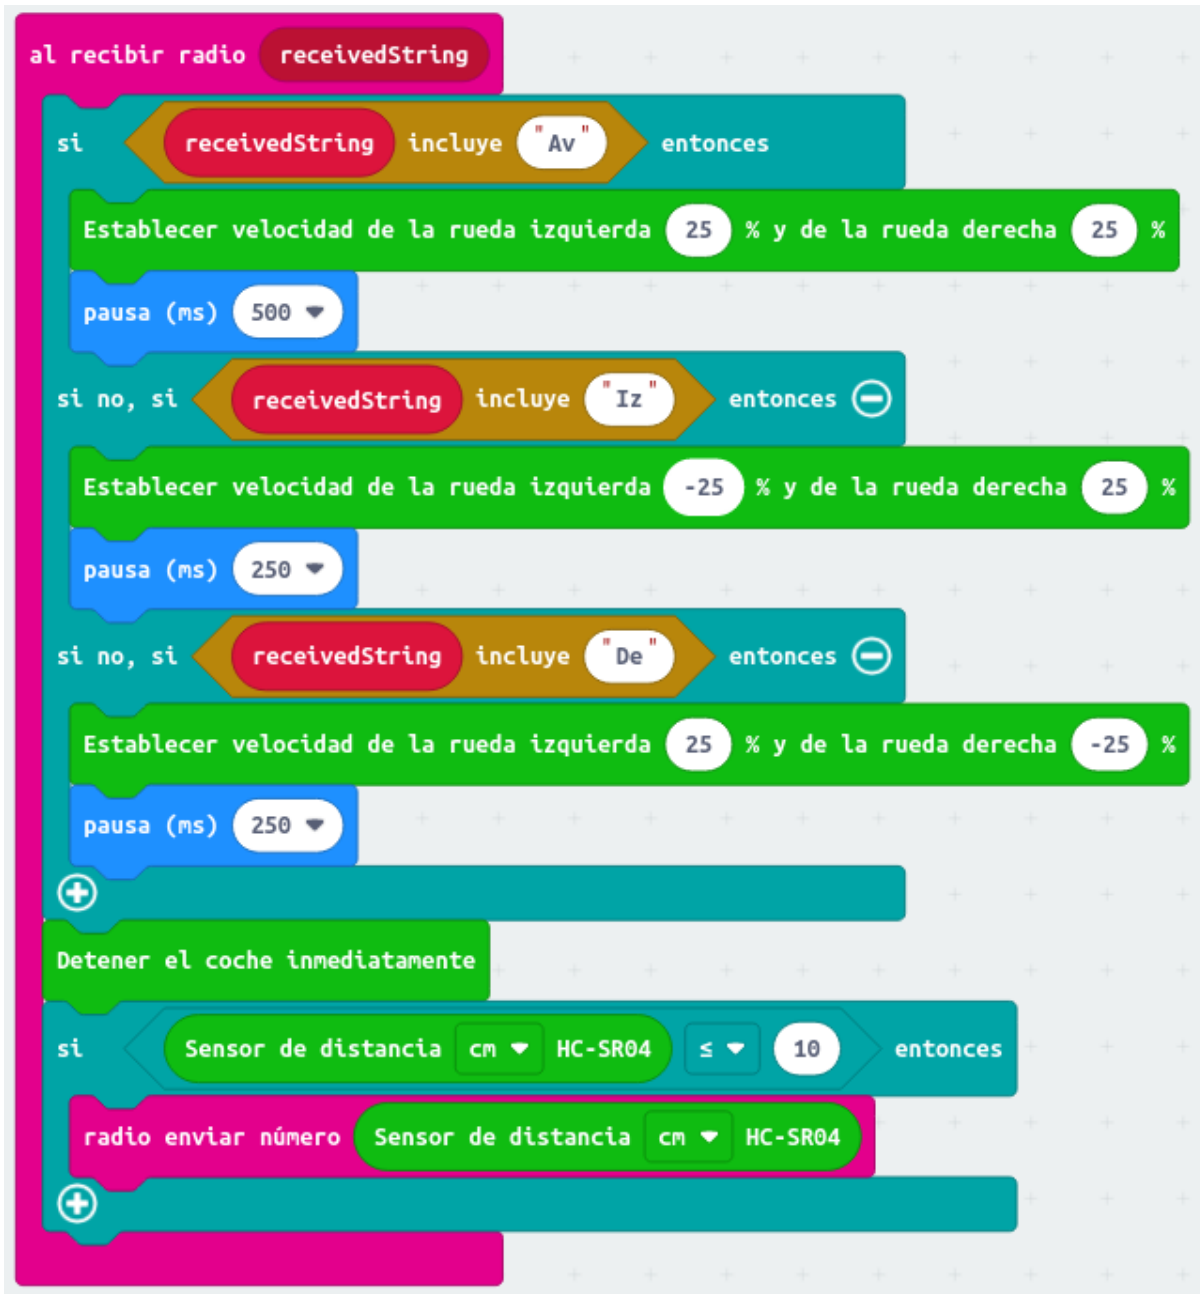 al recibir radio receivedString
si receivedString incluye "Av" entonces
Establecer velocidad de la rueda izquierda 25 % y de la rueda derecha 25 %
pausa (ms) 500
si no, si receivedString incluye "Iz" entonces
Establecer velocidad de la rueda izquierda -25 % y de la rueda derecha 25 %
pausa (ms) 250
si no, si receivedString incluye "De" entonces
Establecer velocidad de la rueda izquierda 25 % y de la rueda derecha -25 %
pausa (ms) 250
Detener el coche inmediatamente
si Sensor de distancia cm HC-SR04 ≤ 10 entonces
radio enviar número Sensor de distancia cm HC-SR04